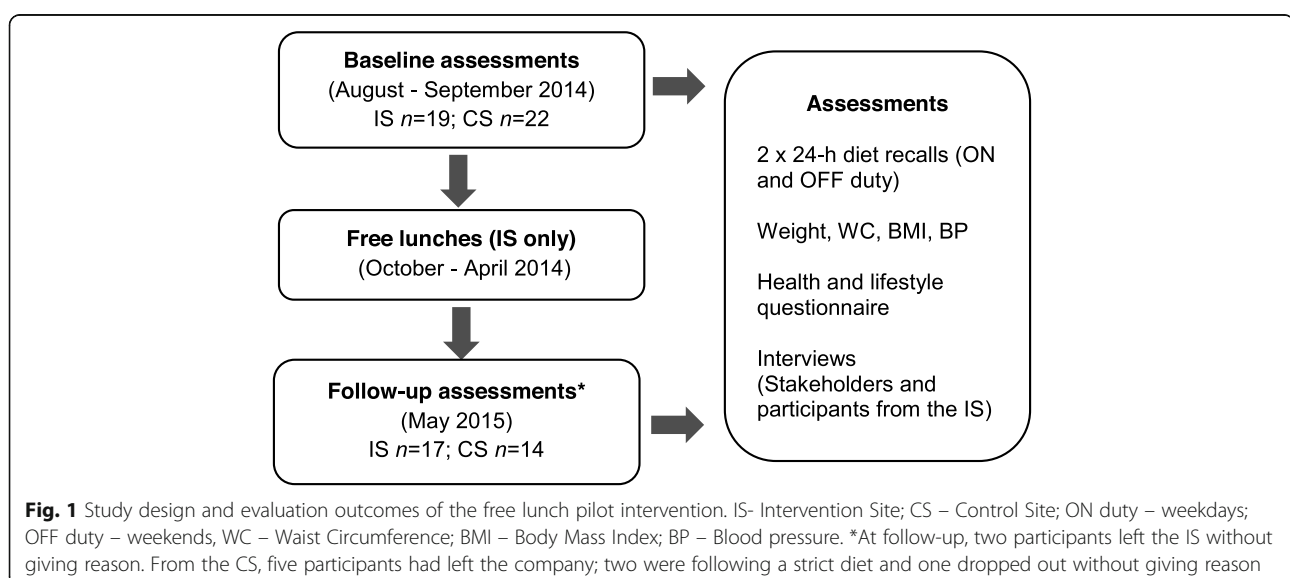 Baseline assessments
(August - September 2014)
IS n=19; CS n=22
Free lunches (IS only)
(October - April 2014)
Follow-up assessments*
(May 2015)
IS n=17; CS n=14
Assessments
2 x 24-h diet recalls (ON
and OFF duty)
Weight, WC, BMI, BP
Health and lifestyle
questionnaire
Interviews
(Stakeholders and
participants from the IS)
Fig. 1 Study design and evaluation outcomes of the free lunch pilot intervention. IS- Intervention Site; CS – Control Site; ON duty – weekdays;
OFF duty – weekends, WC – Waist Circumference; BMI – Body Mass Index; BP – Blood pressure. *At follow-up, two participants left the IS without
giving reason. From the CS, five participants had left the company; two were following a strict diet and one dropped out without giving reason